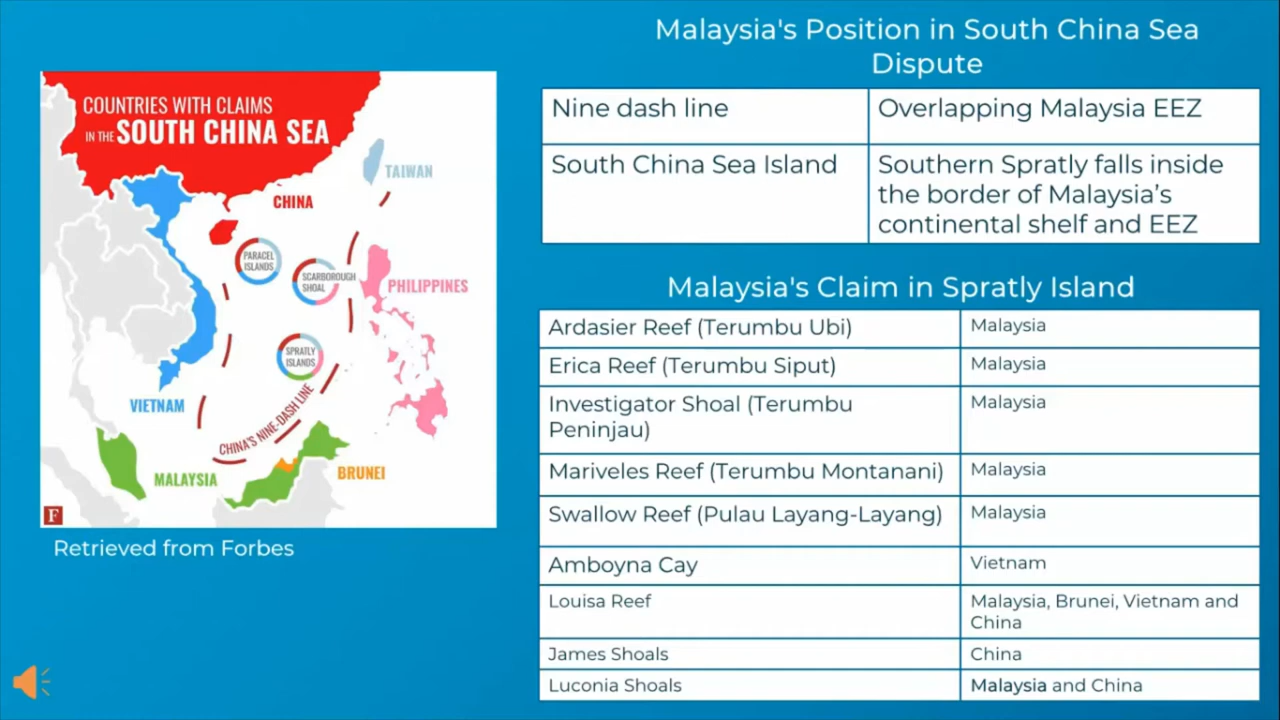 COUNTRIES WITH CLAIMS
IN THE SOUTH CHINA SEA
TAIWAN
CHINA
PARACEL
ISLANDS
SCARBOROUGH
SHOAL
PHILIPPINES
SPRATLY
ISLANDS
VIETNAM
CHINA'S NINE-DASH LINE
MALAYSIA
BRUNEI
F
Retrieved from Forbes
Malaysia's Position in South China Sea
Dispute
Nine dash line
Overlapping Malaysia EEZ
South China Sea Island
Southern Spratly falls inside
the border of Malaysia’s
continental shelf and EEZ
Malaysia's Claim in Spratly Island
Ardasier Reef (Terumbu Ubi)
Malaysia
Erica Reef (Terumbu Siput)
Malaysia
Investigator Shoal (Terumbu
Peninjau)
Malaysia
Mariveles Reef (Terumbu Montanani)
Malaysia
Swallow Reef (Pulau Layang-Layang)
Malaysia
Amboyna Cay
Vietnam
Louisa Reef
Malaysia, Brunei, Vietnam and
China
James Shoals
China
Luconia Shoals
Malaysia and China